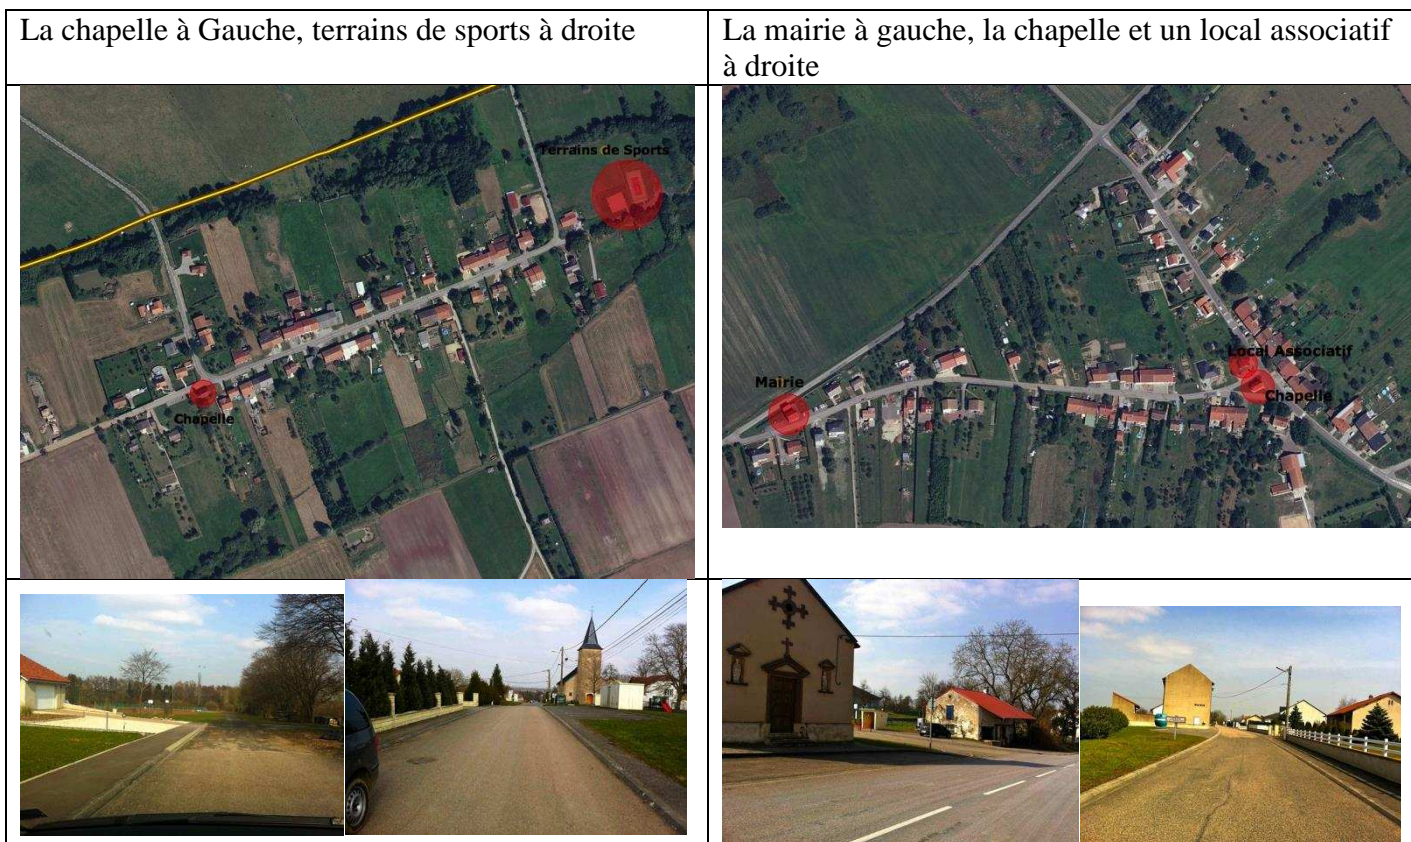 La chapelle à Gauche, terrains de sports à droite
La mairie à gauche, la chapelle et un local associatif
à droite
Terrains de Sports
Chapelle
Mairie
Local Associatif
Chapelle